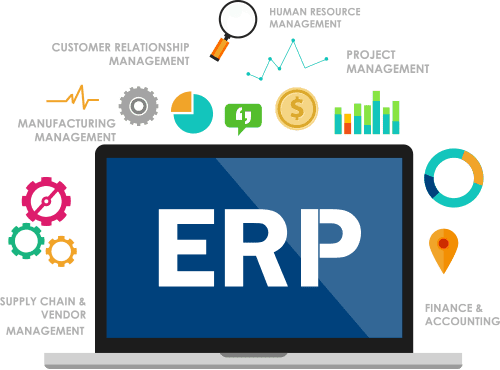 HUMAN RESOURCE
MANAGEMENT
CUSTOMER RELATIONSHIP
MANAGEMENT
PROJECT
MANAGEMENT
MANUFACTURING
MANAGEMENT
ERP
SUPPLY CHAIN &
VENDOR
MANAGEMENT
FINANCE &
ACCOUNTING